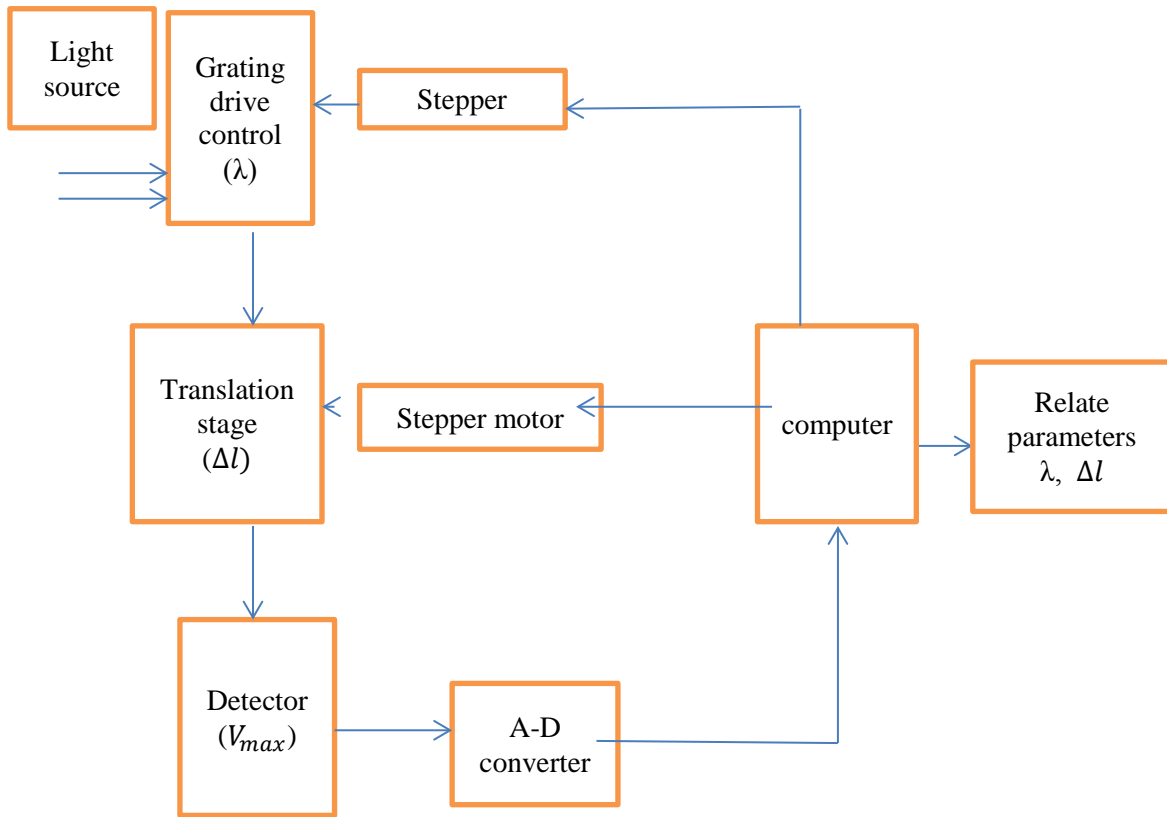 Light
source
Grating
drive
control
(λ)
Stepper
Translation
stage
(Δl)
Stepper motor
computer
Relate
parameters
λ, Δl
Detector
(Vmax)
A-D
converter